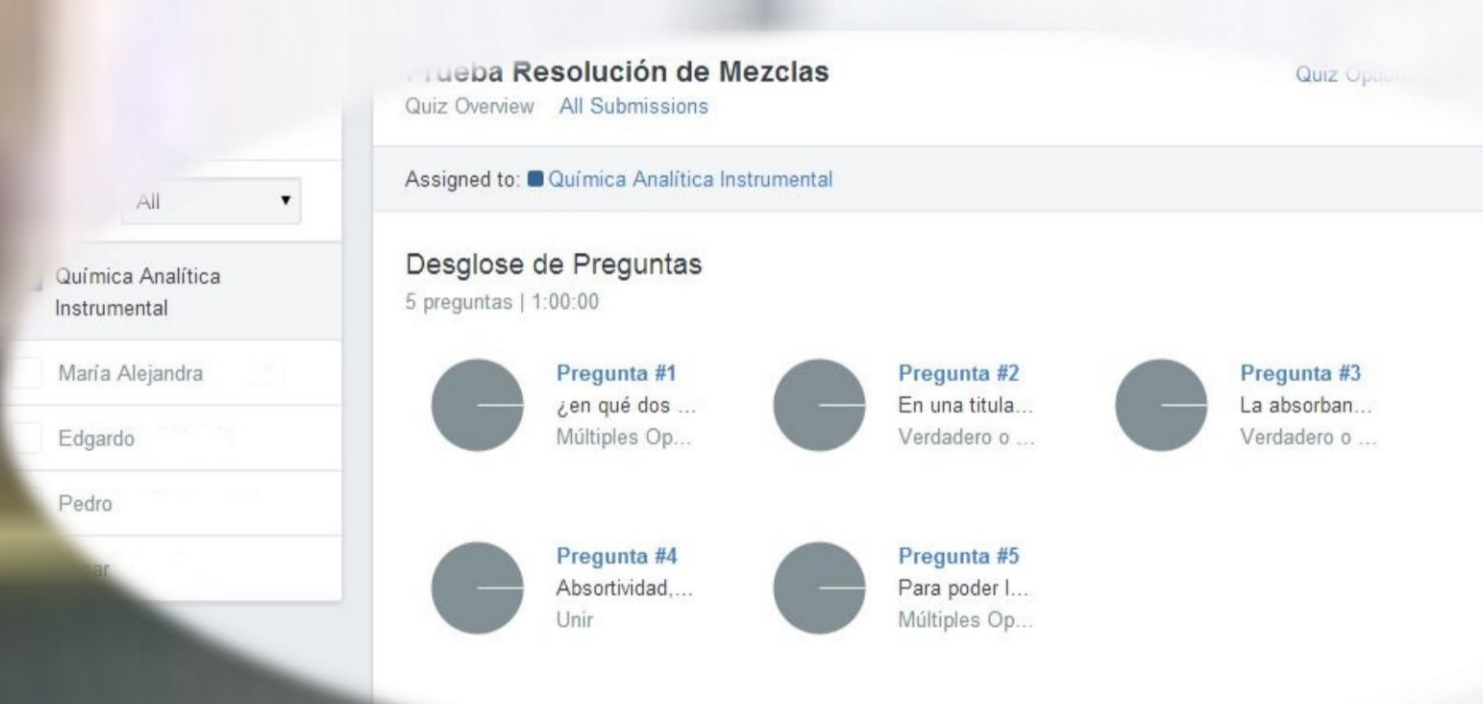 Prueba Resolución de Mezclas
Quiz Overview All Submissions
Quiz Options
Assigned to: Química Analítica Instrumental
All
Química Analítica
Instrumental
María Alejandra
Edgardo
Pedro
Desglose de Preguntas
5 preguntas | 1:00:00
Pregunta #1
¿en qué dos ...
Múltiples Op...
Pregunta #2
En una titula...
Verdadero o ...
Pregunta #3
La absorban...
Verdadero o ...
Pregunta #4
Absortividad,...
Unir
Pregunta #5
Para poder l...
Múltiples Op...